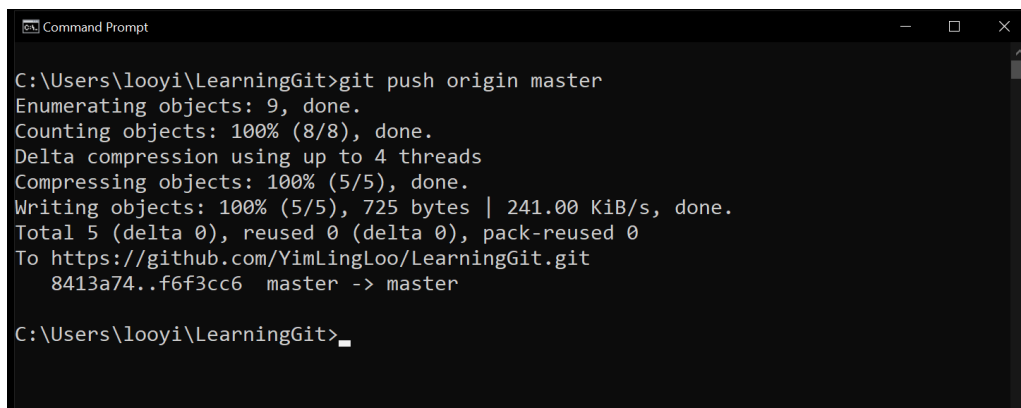 Command Prompt
C:\Users\looyi\LearningGit>git push origin master
Enumerating objects: 9, done.
Counting objects: 100% (8/8), done.
Delta compression using up to 4 threads
Compressing objects: 100% (5/5), done.
Writing objects: 100% (5/5), 725 bytes | 241.00 KiB/s, done.
Total 5 (delta 0), reused 0 (delta 0), pack-reused 0
To https://github.com/YimLingLoo/LearningGit.git
   8413a74..f6f3cc6  master -> master
C:\Users\looyi\LearningGit>